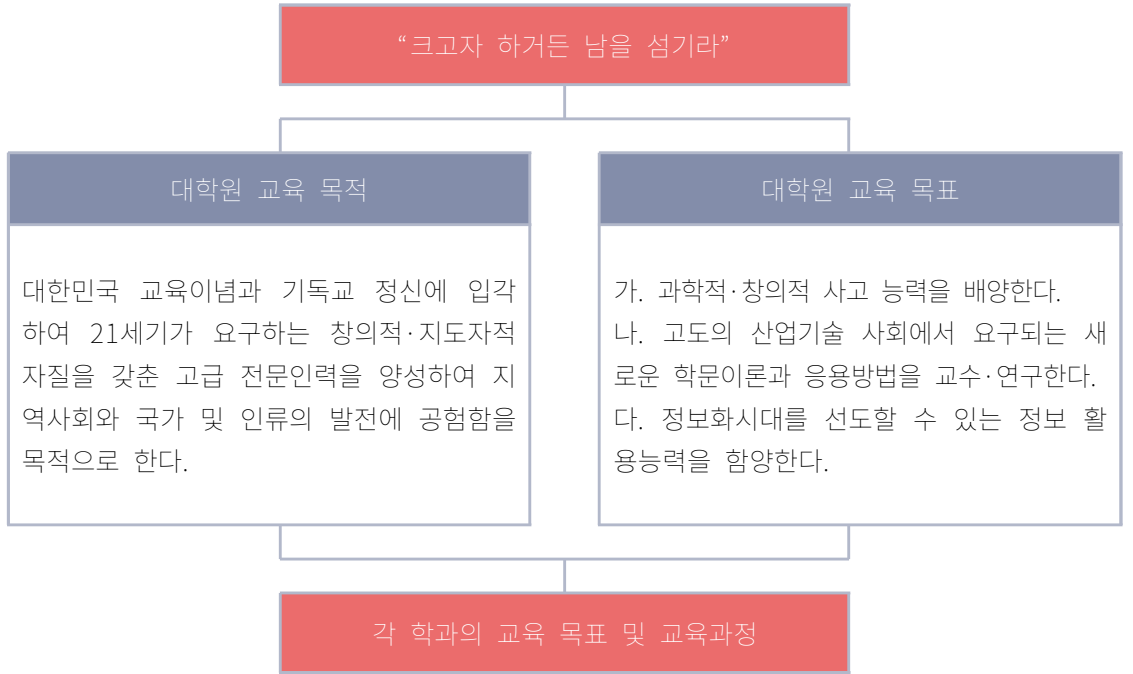 “크고자 하거든 남을 섬기라”
대학원 교육 목적
대한민국 교육이념과 기독교 정신에 입각
하여 21세기가 요구하는 창의적·지도자적
자질을 갖춘 고급 전문인력을 양성하여 지
역사회와 국가 및 인류의 발전에 공험함을
목적으로 한다.
대학원 교육 목표
가. 과학적·창의적 사고 능력을 배양한다.
나. 고도의 산업기술 사회에서 요구되는 새
로운 학문이론과 응용방법을 교수·연구한다.
다. 정보화시대를 선도할 수 있는 정보 활
용능력을 함양한다.
각 학과의 교육 목표 및 교육과정